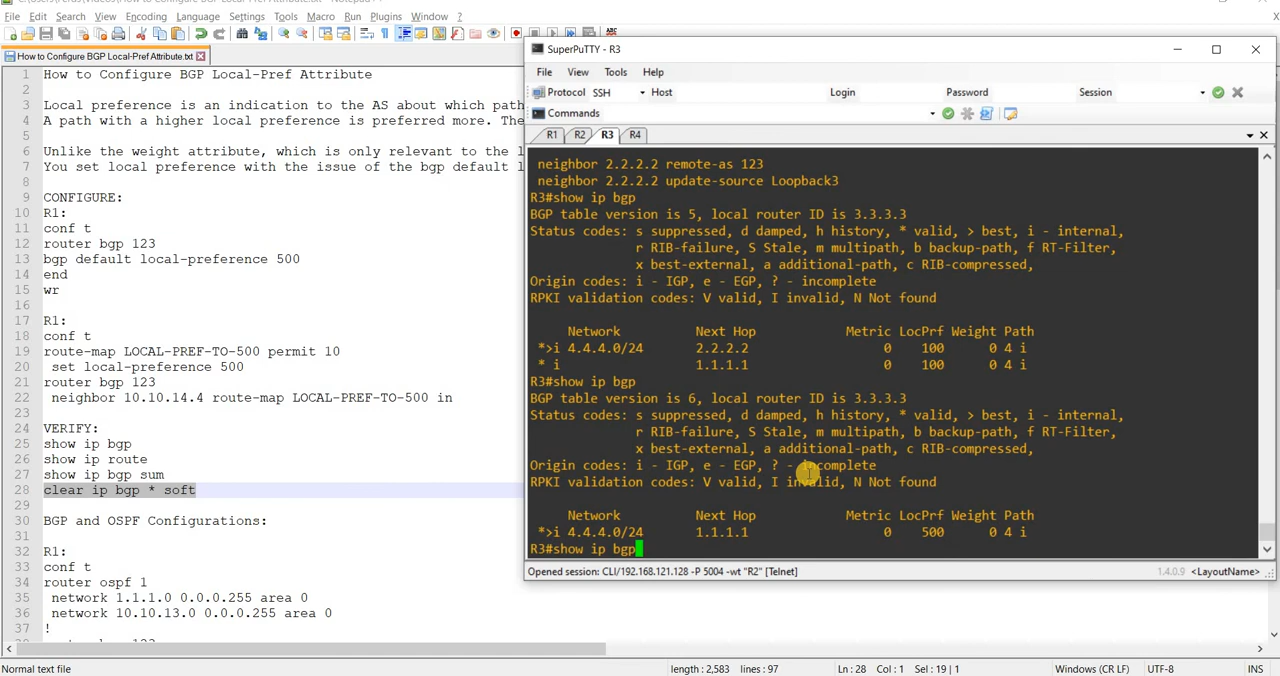 C:\Users\Ferds\Videos\How to Configure BGP Local-Pref Attribute.txt - Notepad++
File Edit Search View Encoding Language Settings Tools Macro Run Plugins Window ? X
How to Configure BGP Local-Pref Attribute.txt
1 How to Configure BGP Local-Pref Attribute
2
3 Local preference is an indication to the AS about which path
4 A path with a higher local preference is preferred more. The
5
6 Unlike the weight attribute, which is only relevant to the l
7 You set local preference with the issue of the bgp default l
8
9 CONFIGURE:
10 R1:
11 conf t
12 router bgp 123
13 bgp default local-preference 500
14 end
15 wr
16
17 R1:
18 conf t
19 route-map LOCAL-PREF-TO-500 permit 10
20 set local-preference 500
21 router bgp 123
22 neighbor 10.10.14.4 route-map LOCAL-PREF-TO-500 in
23
24 VERIFY:
25 show ip bgp
26 show ip route
27 show ip bgp sum
28 clear ip bgp * soft
29
30 BGP and OSPF Configurations:
31
32 R1:
33 conf t
34 router ospf 1
35 network 1.1.1.0 0.0.0.255 area 0
36 network 10.10.13.0 0.0.0.255 area 0
37 !
SuperPuTTY - R3
File View Tools Help
Protocol SSH Host Login Password Session
Commands
R1 R2 R3 R4
neighbor 2.2.2.2 remote-as 123
neighbor 2.2.2.2 update-source Loopback3
R3#show ip bgp
BGP table version is 5, local router ID is 3.3.3.3
Status codes: s suppressed, d damped, h history, * valid, > best, i - internal,
r RIB-failure, S Stale, m multipath, b backup-path, f RT-Filter,
x best-external, a additional-path, c RIB-compressed,
Origin codes: i - IGP, e - EGP, ? - incomplete
RPKI validation codes: V valid, I invalid, N Not found
Network Next Hop Metric LocPrf Weight Path
*>i 4.4.4.0/24 2.2.2.2 0 100 0 4 i
* i 1.1.1.1 0 100 0 4 i
R3#show ip bgp
BGP table version is 6, local router ID is 3.3.3.3
Status codes: s suppressed, d damped, h history, * valid, > best, i - internal,
r RIB-failure, S Stale, m multipath, b backup-path, f RT-Filter,
x best-external, a additional-path, c RIB-compressed,
Origin codes: i - IGP, e - EGP, ? - incomplete
RPKI validation codes: V valid, I invalid, N Not found
Network Next Hop Metric LocPrf Weight Path
*>i 4.4.4.0/24 1.1.1.1 0 500 0 4 i
R3#show ip bgp
Opened session: CLI/192.168.121.128 -P 5004 -wt "R2" [Telnet] 1.4.0.9 <LayoutName>
Normal text file length : 2,583 lines : 97 Ln : 28 Col : 1 Sel : 19 | 1 Windows (CR LF) UTF-8 INS